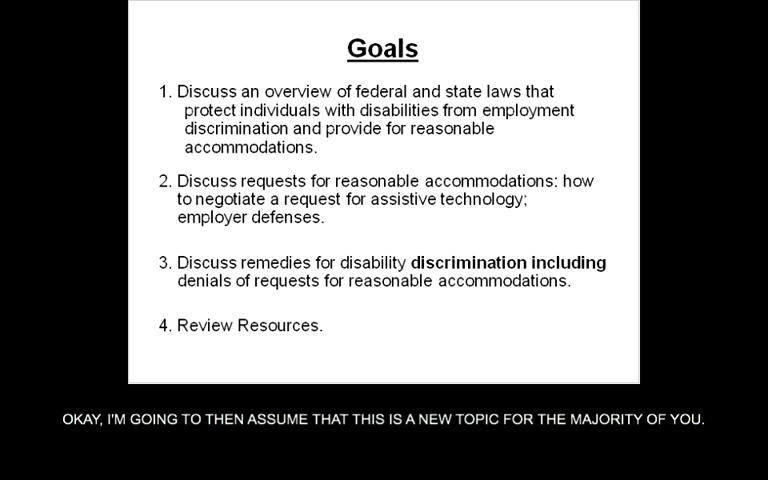 Goals
1. Discuss an overview of federal and state laws that
protect individuals with disabilities from employment
discrimination and provide for reasonable
accommodations.
2. Discuss requests for reasonable accommodations: how
to negotiate a request for assistive technology;
employer defenses.
3. Discuss remedies for disability discrimination including
denials of requests for reasonable accommodations.
4. Review Resources.
OKAY, I'M GOING TO THEN ASSUME THAT THIS IS A NEW TOPIC FOR THE MAJORITY OF YOU.